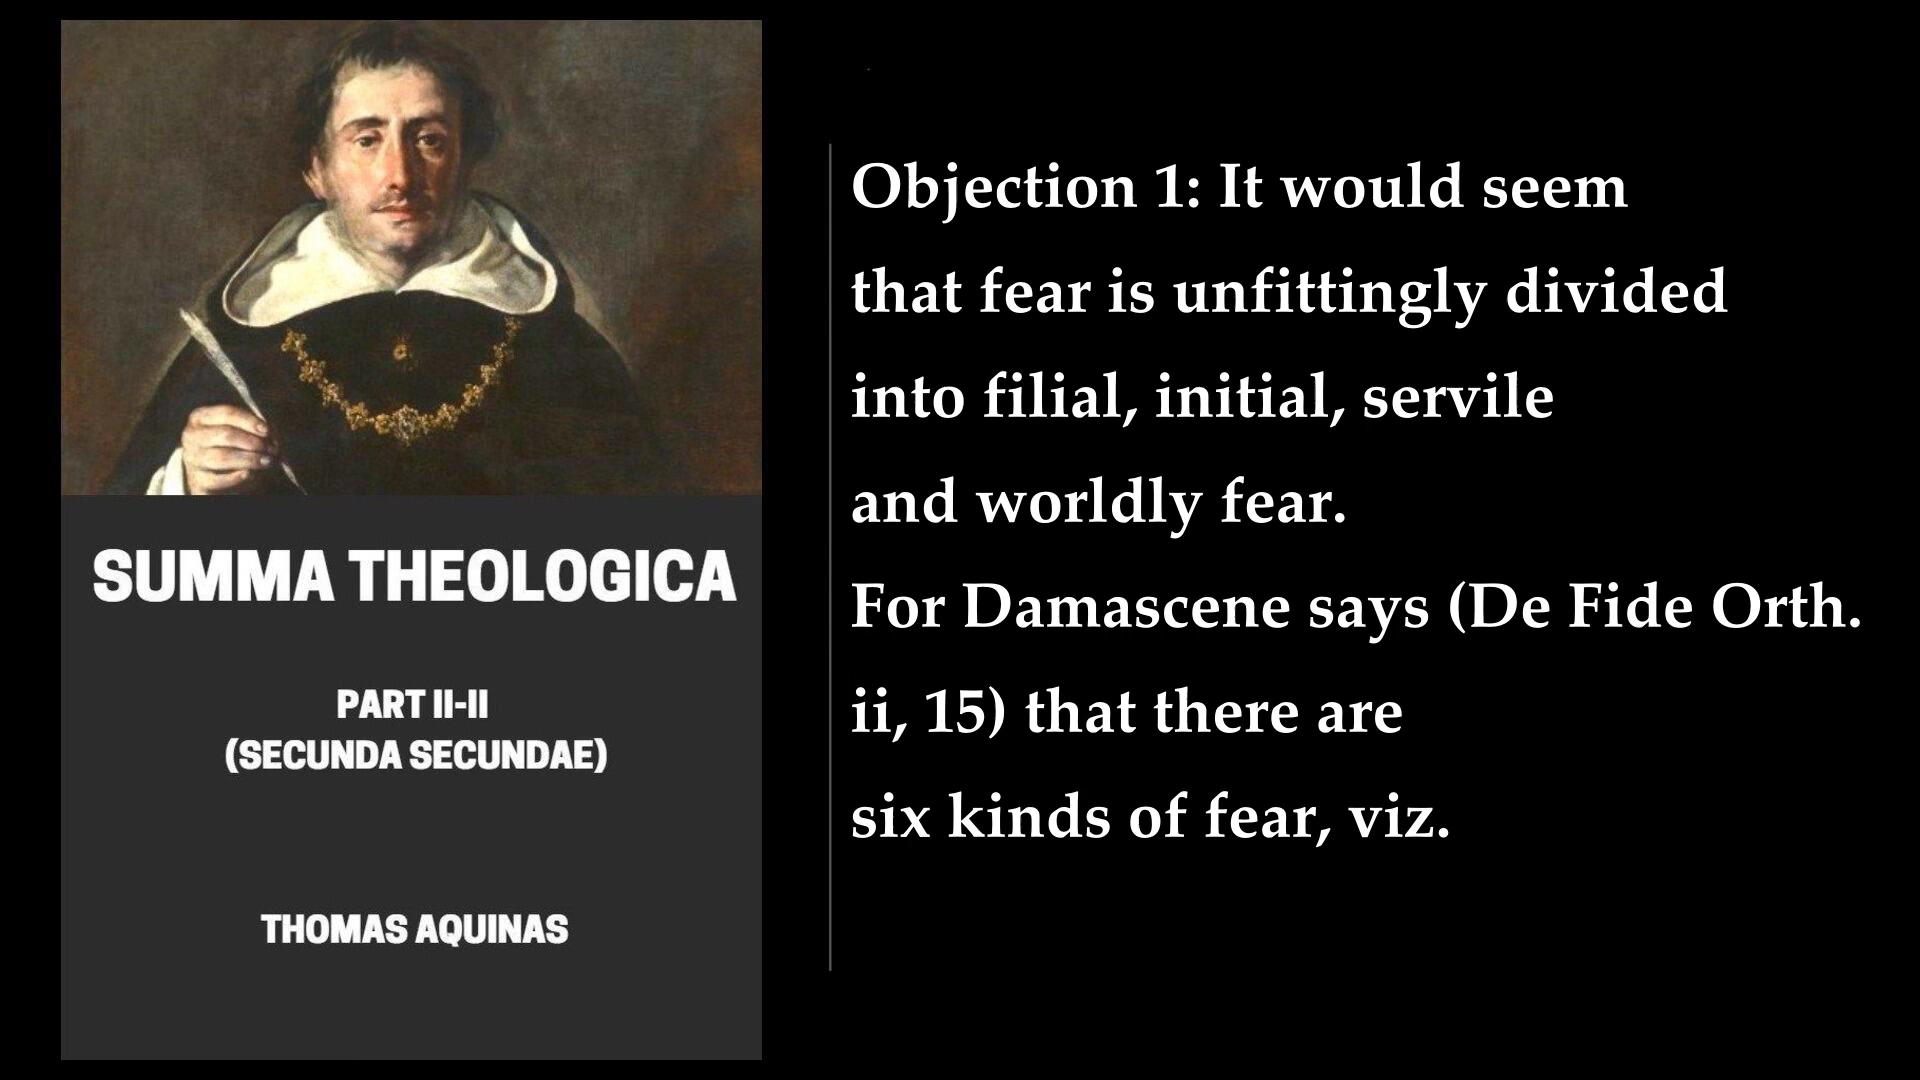 SUMMA THEOLOGICA
PART II-II
(SECUNDA SECUNDAE)
THOMAS AQUINAS
Objection 1: It would seem
that fear is unfittingly divided
into filial, initial, servile
and worldly fear.
For Damascene says (De Fide Orth.
ii, 15) that there are
six kinds of fear, viz.